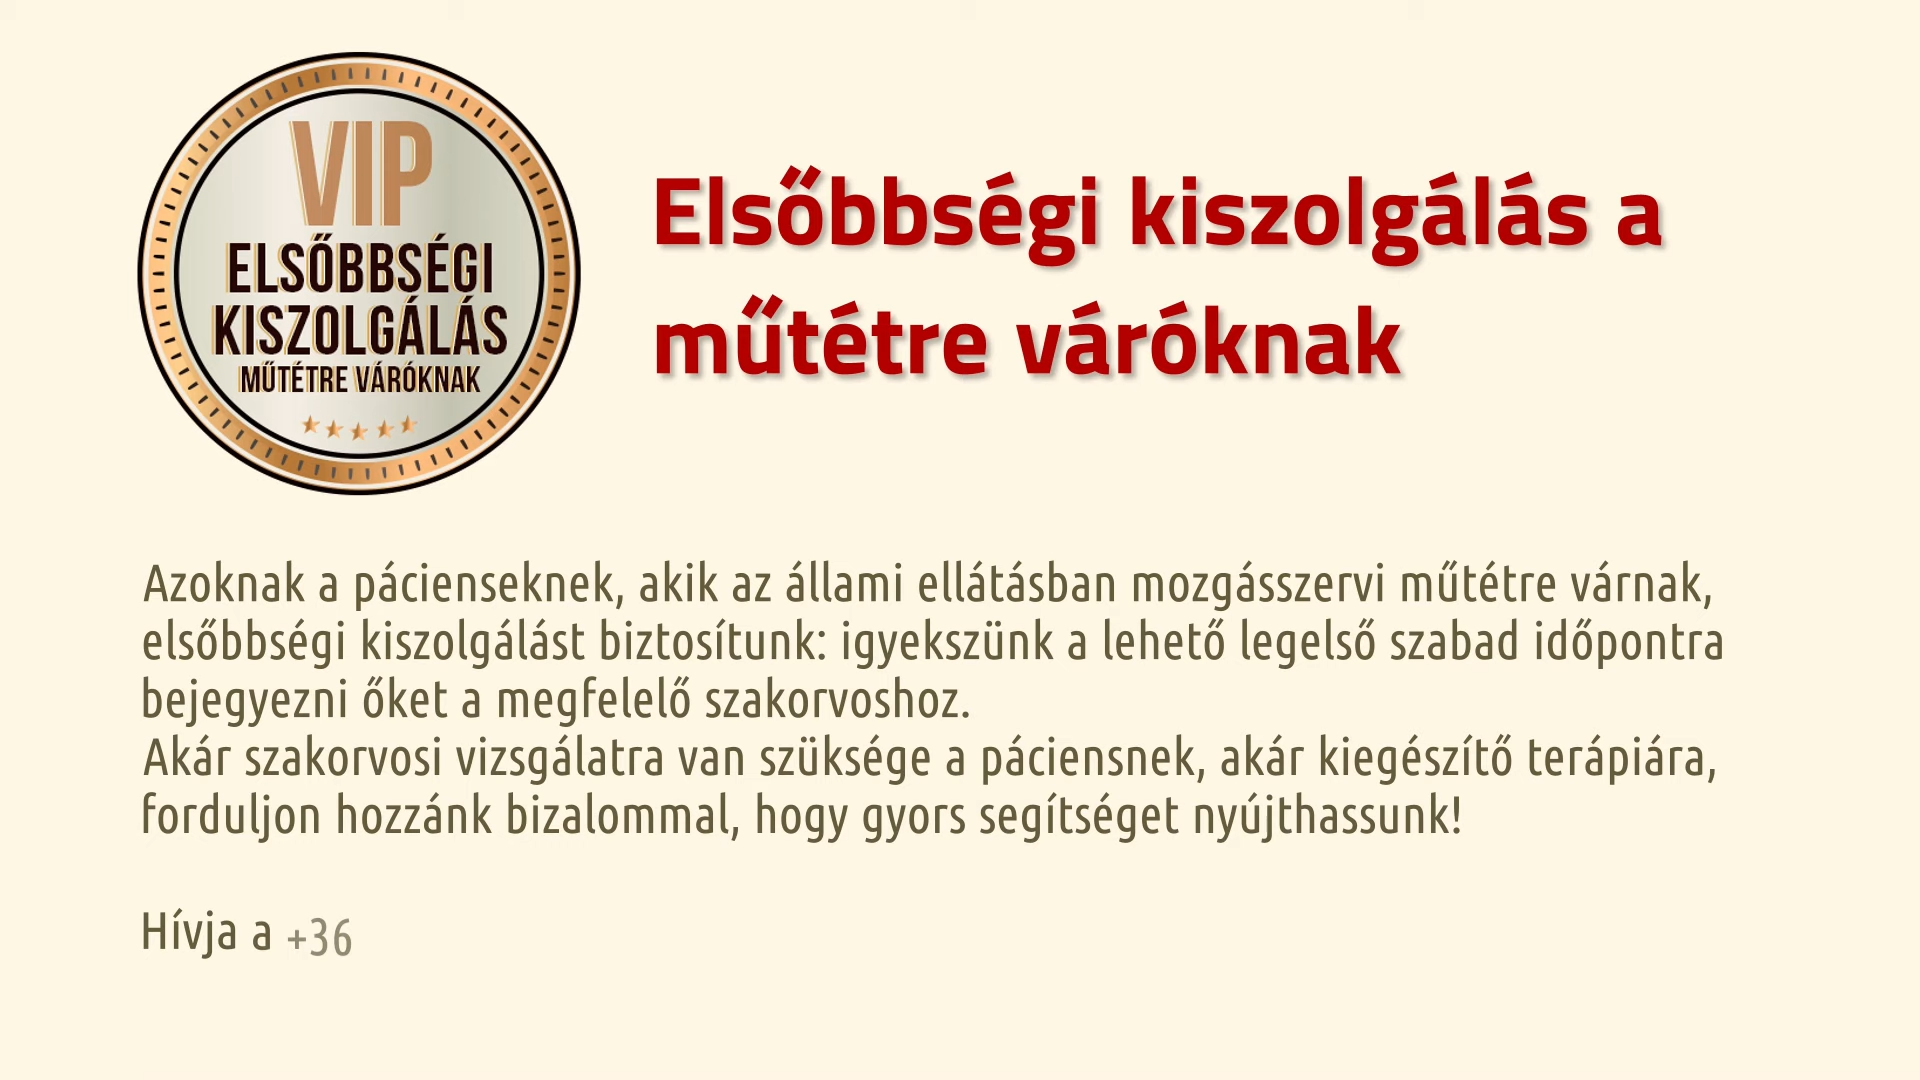 VIP
ELSŐBBSÉGI
KISZOLGÁLÁS
MŰTÉTRE VÁRÓKNAK
Elsőbbségi kiszolgálás a
műtétre váróknak
Azoknak a pácienseknek, akik az állami ellátásban mozgásszervi műtétre várnak,
elsőbbségi kiszolgálást biztosítunk: igyekszünk a lehető legelső szabad időpontra
bejegyezni őket a megfelelő szakorvoshoz.
Akár szakorvosi vizsgálatra van szüksége a páciensnek, akár kiegészítő terápiára,
forduljon hozzánk bizalommal, hogy gyors segítséget nyújthassunk!
Hívja a +36